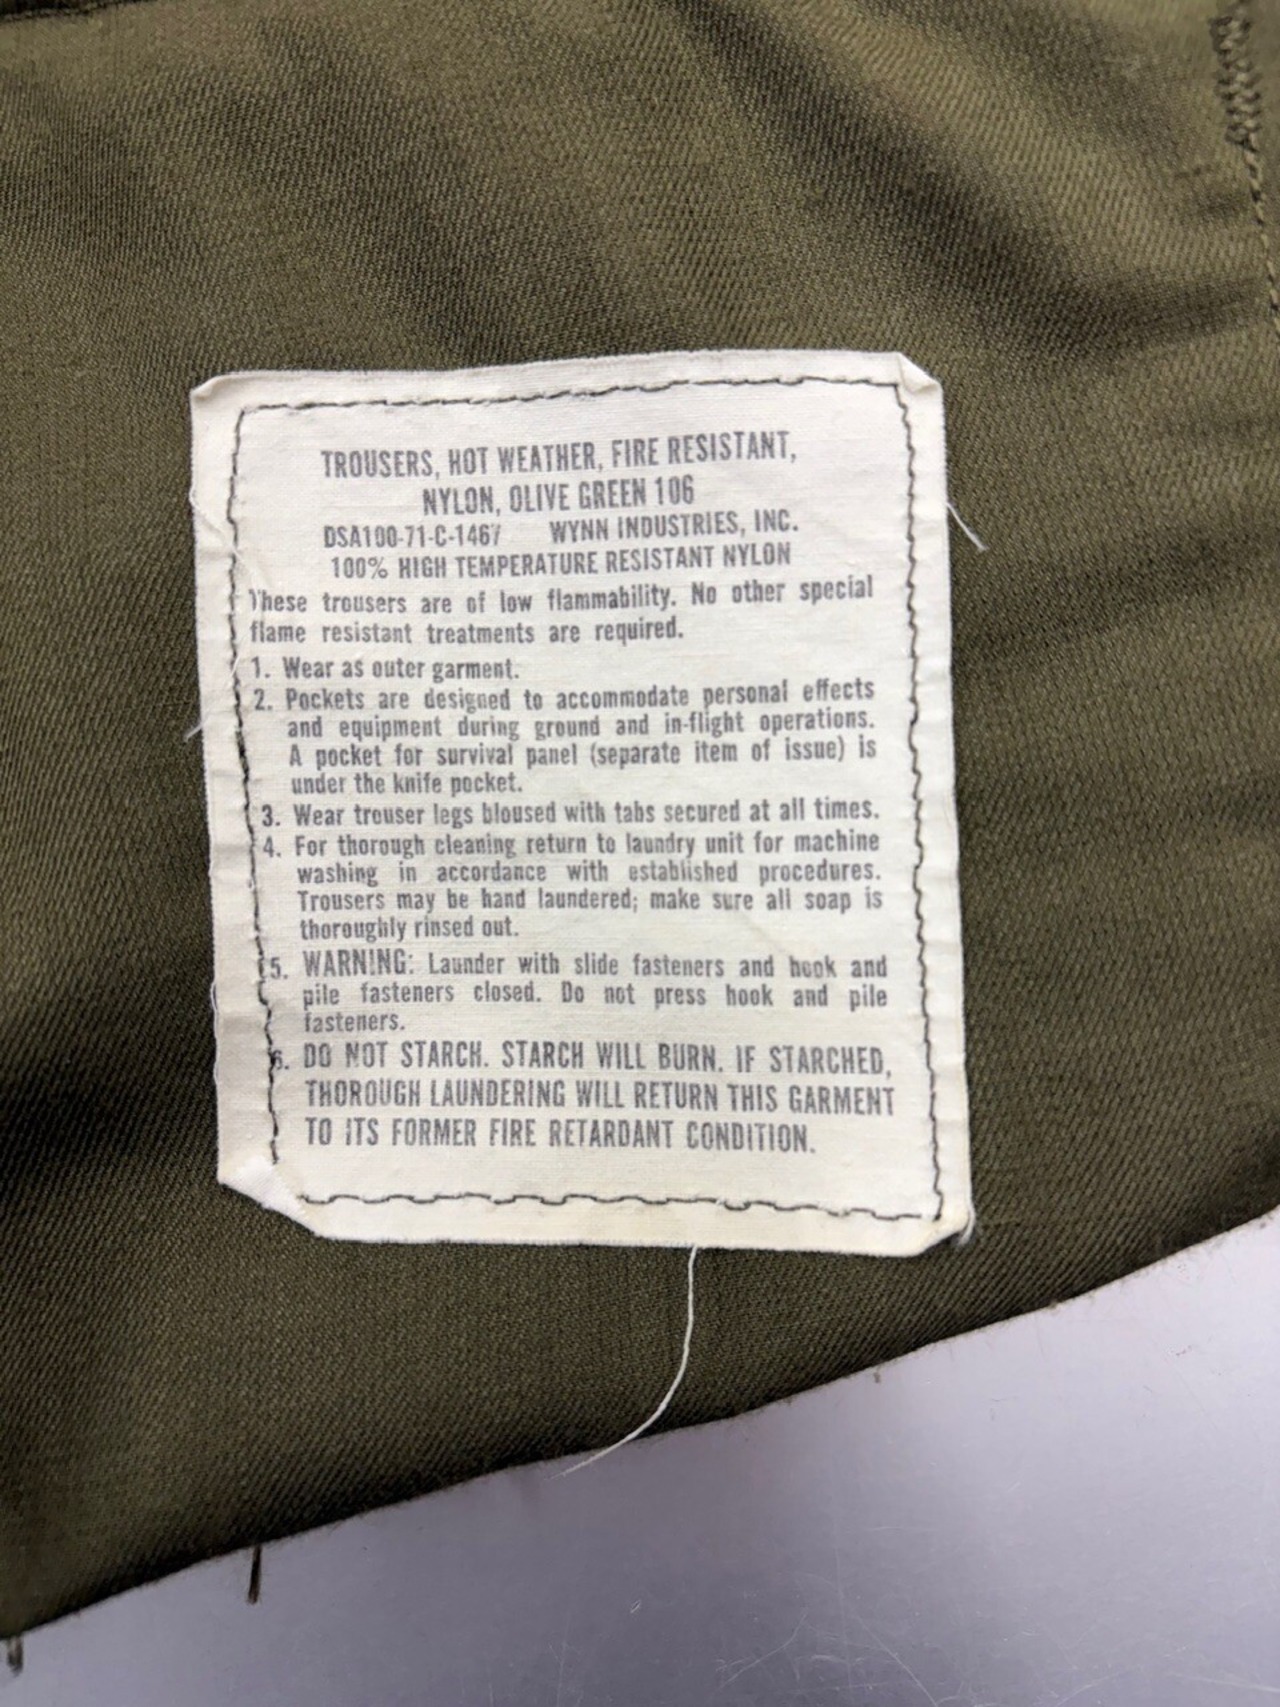 TROUSERS, HOT WEATHER, FIRE RESISTANT,
NYLON, OLIVE GREEN 106
DSA100-71-C-1467 WYNN INDUSTRIES, INC.
100% HIGH TEMPERATURE RESISTANT NYLON
These trousers are of low flammability. No other special
flame resistant treatments are required.
1. Wear as outer garment.
2. Pockets are designed to accommodate personal effects
and equipment during ground and in-flight operations.
A pocket for survival panel (separate item of issue) is
under the knife pocket.
3. Wear trouser legs bloused with tabs secured at all times.
4. For thorough cleaning return to laundry unit for machine
washing in accordance with established procedures.
Trousers may be hand laundered; make sure all soap is
thoroughly rinsed out.
5. WARNING: Launder with slide fasteners and hook and
pile fasteners closed. Do not press hook and pile
fasteners.
6. DO NOT STARCH. STARCH WILL BURN. IF STARCHED,
THOROUGH LAUNDERING WILL RETURN THIS GARMENT
TO ITS FORMER FIRE RETARDANT CONDITION.